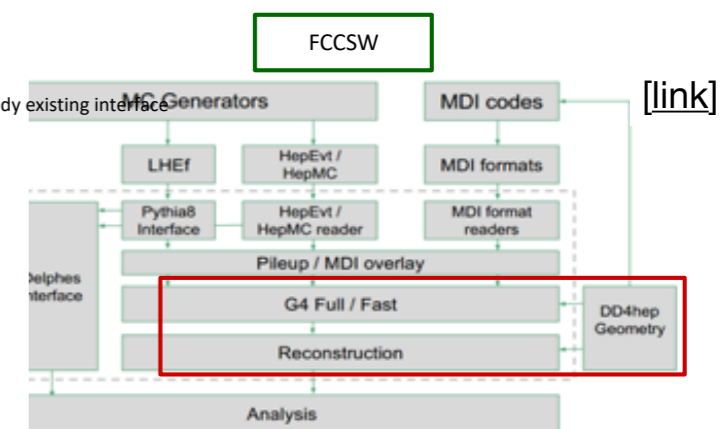 FCCSW
[link]
dy existing interface
MC Generators
MDI codes
LHEf
HepEvt /
HepMC
MDI formats
Pythia8
Interface
HepEvt /
HepMC reader
MDI format
readers
Pileup / MDI overlay
Delphes
nterface
G4 Full / Fast
DD4hep
Geometry
Reconstruction
Analysis